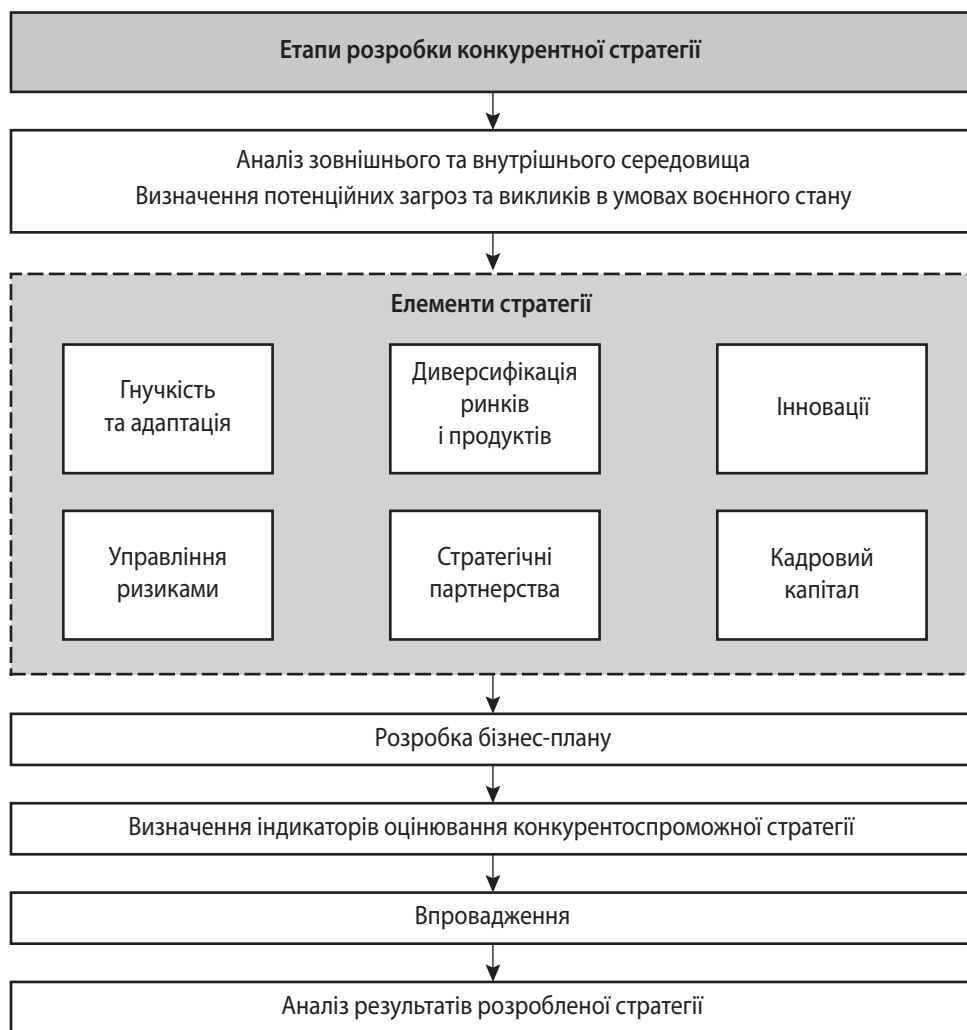 Етапи розробки конкурентної стратегії
Аналіз зовнішнього та внутрішнього середовища
Визначення потенційних загроз та викликів в умовах воєнного стану
Елементи стратегії
Гнучкість
та адаптація
Диверсифікація
ринків
і продуктів
Інновації
Управління
ризиками
Стратегічні
партнерства
Кадровий
капітал
Розробка бізнес-плану
Визначення індикаторів оцінювання конкурентоспроможної стратегії
Впровадження
Аналіз результатів розробленої стратегії